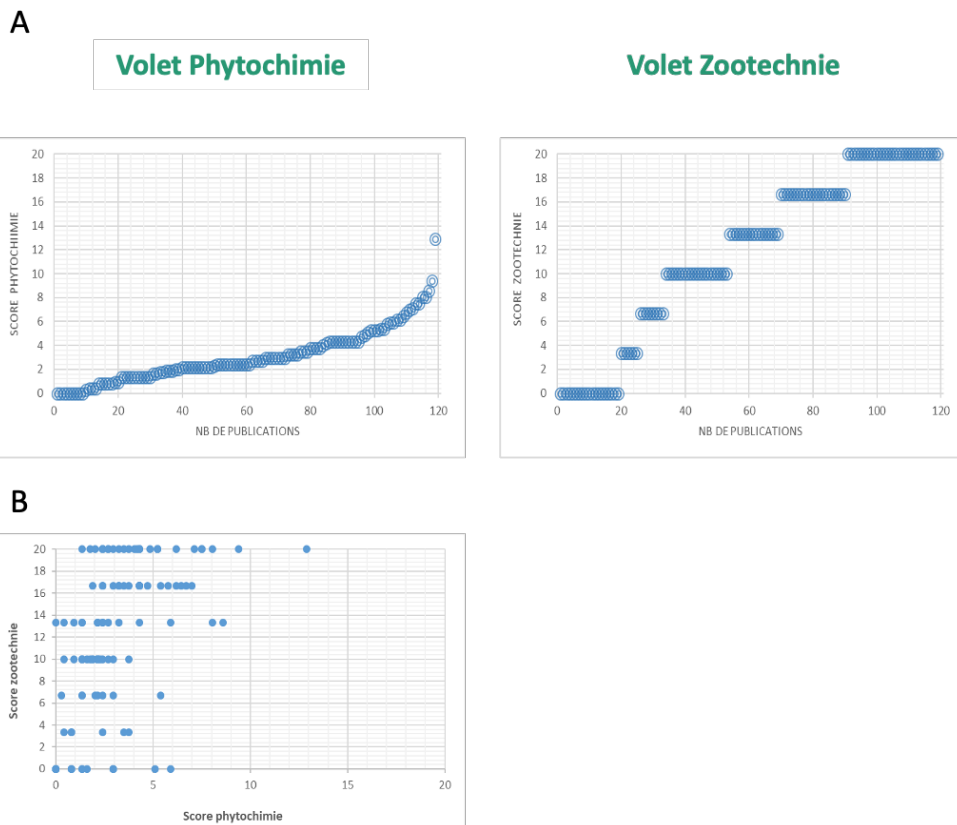 A
Volet Phytochimie
Volet Zootechnie
SCORE PHYTOCHIIMIE
20
18
16
14
12
10
8
6
4
2
0
0 20 40 60 80 100 120
NB DE PUBLICATIONS
SCORE ZOOTECHNIE
20
18
16
14
12
10
8
6
4
2
0
0 20 40 60 80 100 120
NB DE PUBLICATIONS
B
Score zootechnie
20
18
16
14
12
10
8
6
4
2
0
0 5 10 15 20
Score phytochimie